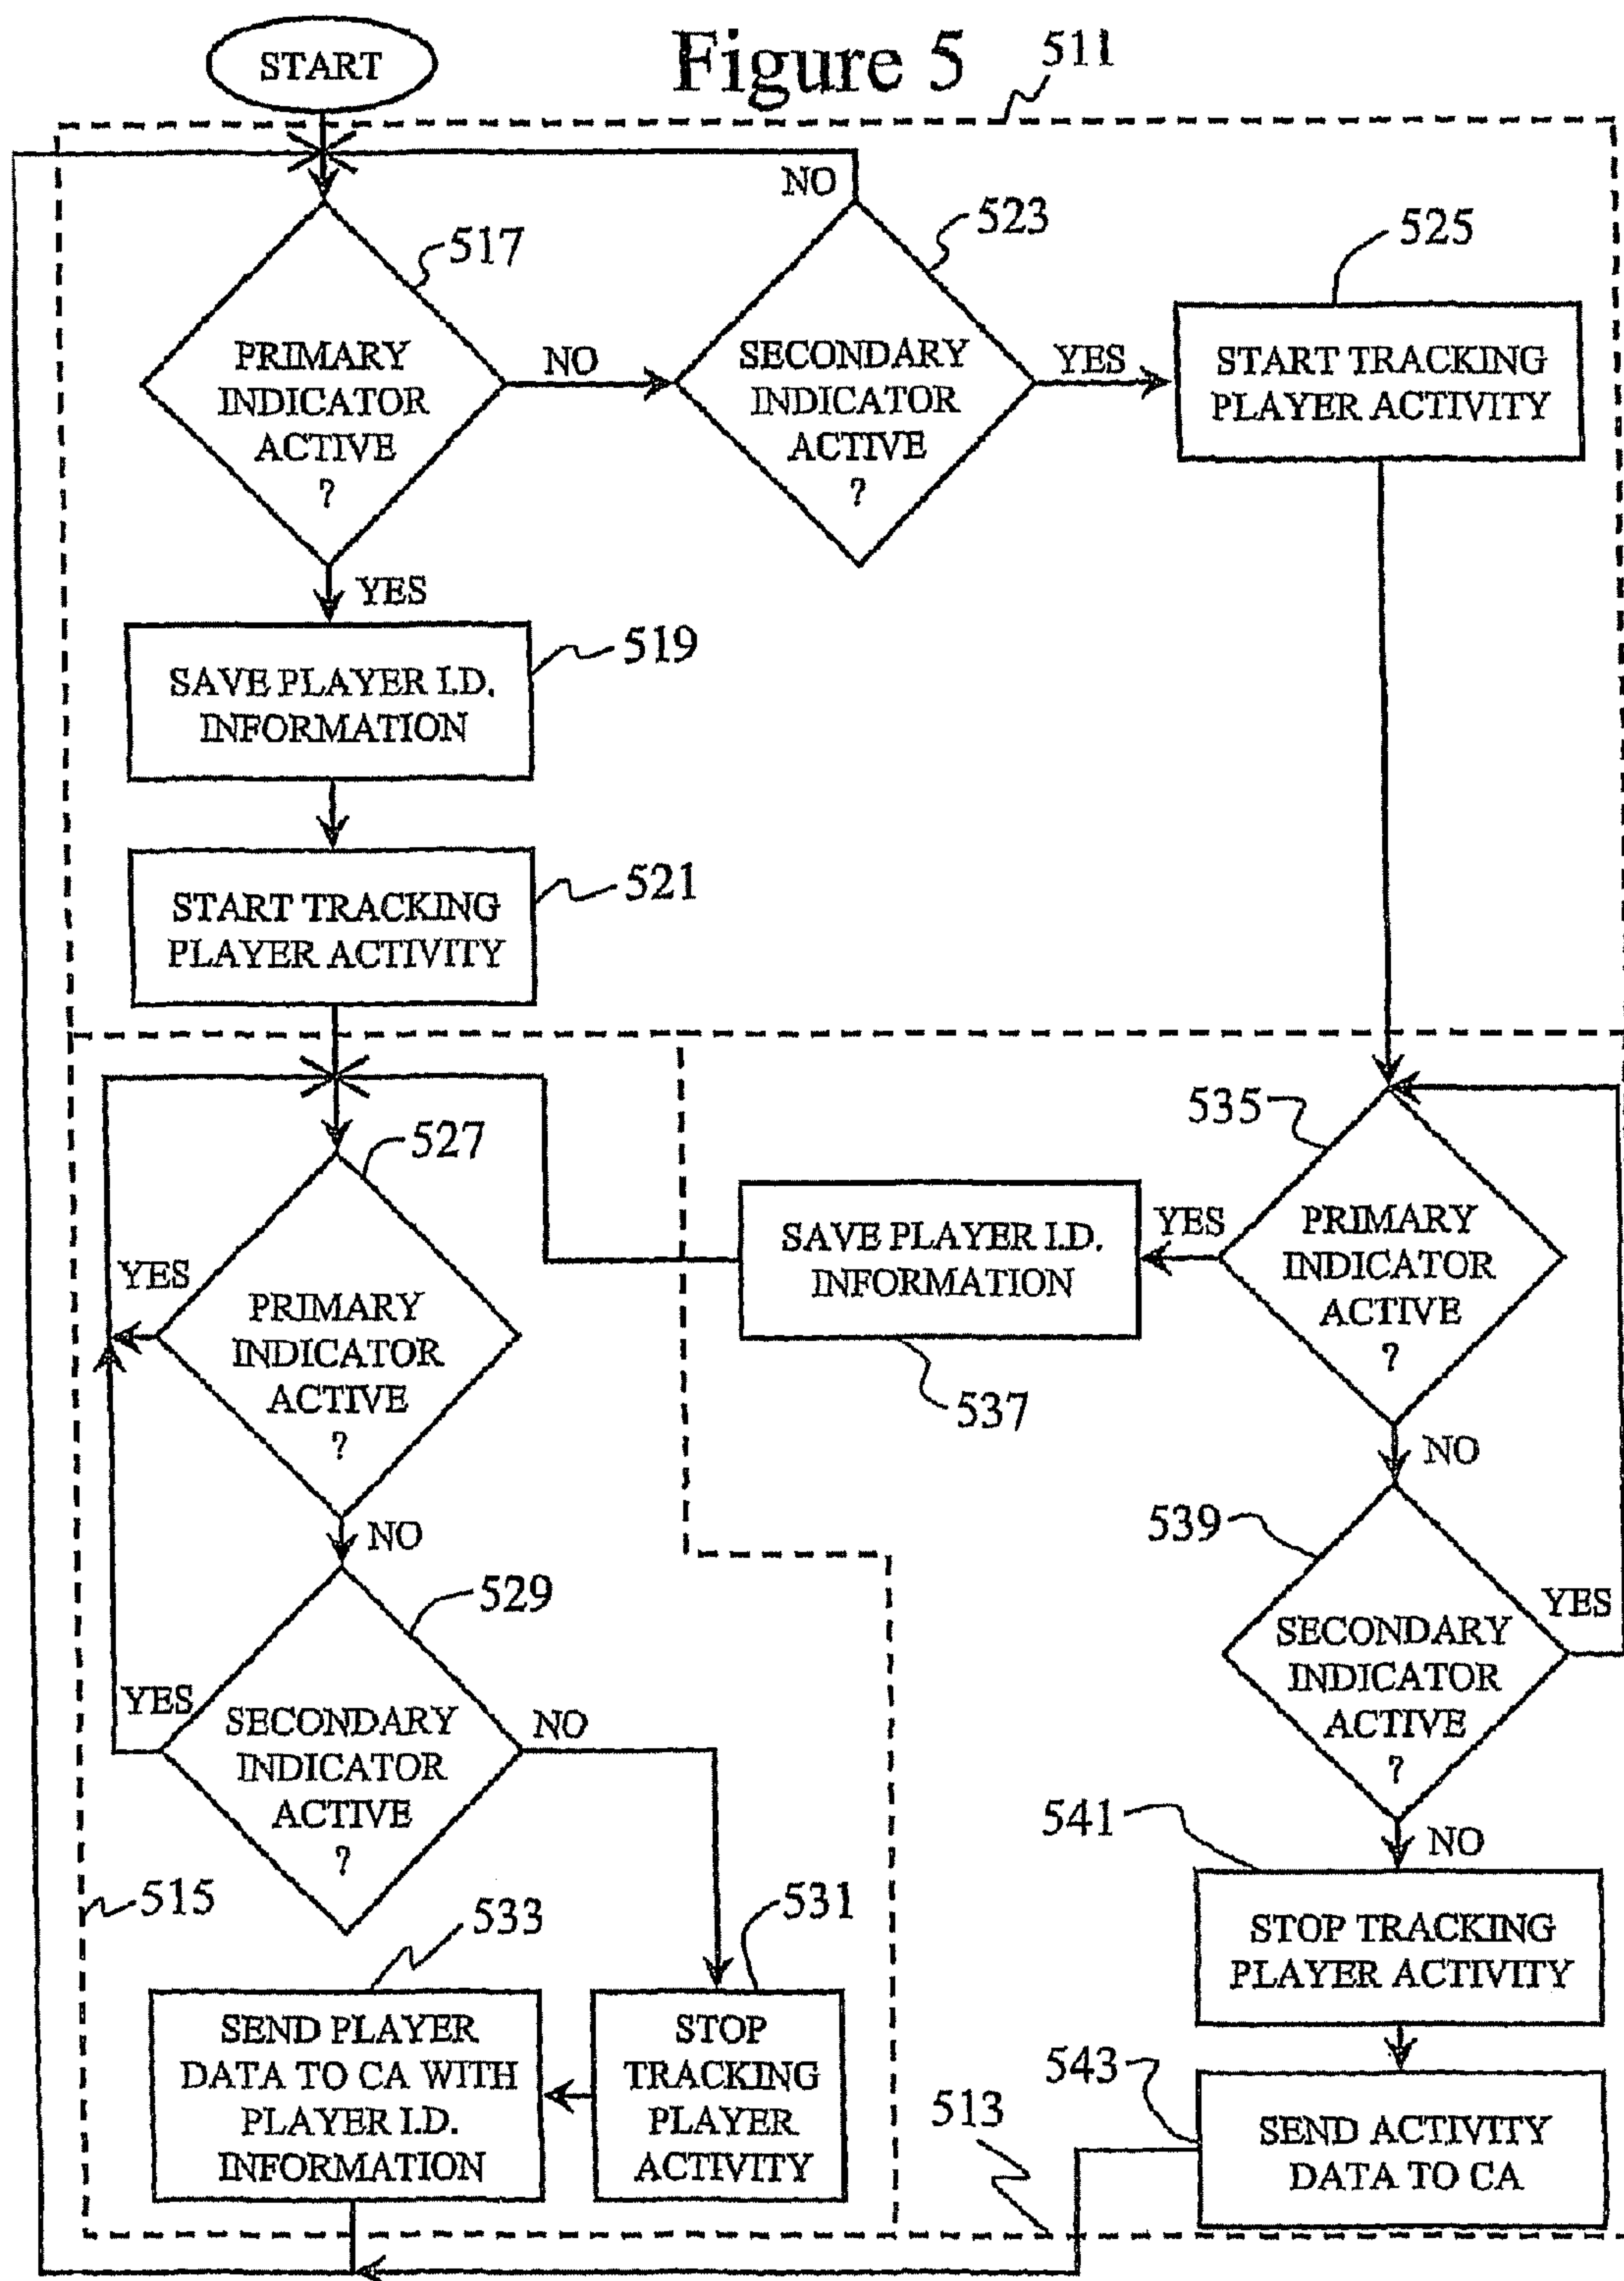 Figure 5
START
511
NO
517
523
525
PRIMARY
INDICATOR
ACTIVE
?
NO
SECONDARY
INDICATOR
ACTIVE
?
YES
START TRACKING
PLAYER ACTIVITY
YES
519
SAVE PLAYER I.D.
INFORMATION
521
START TRACKING
PLAYER ACTIVITY
527
535
YES
PRIMARY
INDICATOR
ACTIVE
?
SAVE PLAYER I.D.
INFORMATION
537
YES
PRIMARY
INDICATOR
ACTIVE
?
NO
NO
529
539
YES
SECONDARY
INDICATOR
ACTIVE
?
NO
YES
SECONDARY
INDICATOR
ACTIVE
?
541
NO
515
533
531
STOP TRACKING
PLAYER ACTIVITY
SEND PLAYER
DATA TO CA WITH
PLAYER I.D.
INFORMATION
STOP
TRACKING
PLAYER
ACTIVITY
543
513
SEND ACTIVITY
DATA TO CA